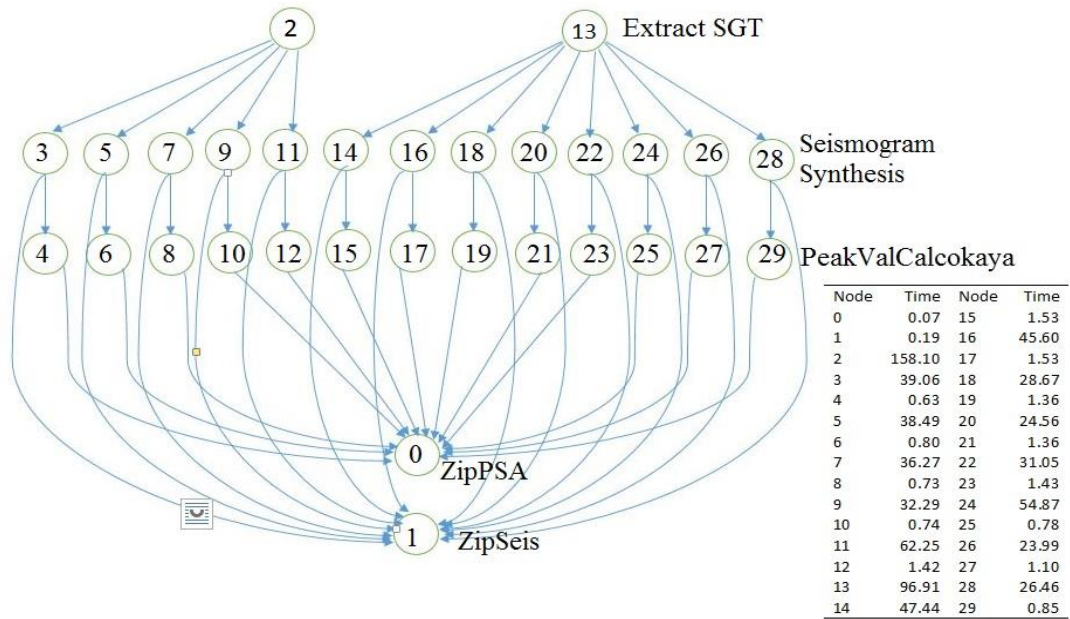 2
13 Extract SGT
3 5 7 9 11 14 16 18 20 22 24 26 28
Seismogram
Synthesis
4 6 8 10 12 15 17 19 21 23 25 27 29 PeakValCalcokaya
0 ZipPSA
1 ZipSeis
Node Time Node Time
0 0.07 15 1.53
1 0.19 16 45.60
2 158.10 17 1.53
3 39.06 18 28.67
4 0.63 19 1.36
5 38.49 20 24.56
6 0.80 21 1.36
7 36.27 22 31.05
8 0.73 23 1.43
9 32.29 24 54.87
10 0.74 25 0.78
11 62.25 26 23.99
12 1.42 27 1.10
13 96.91 28 26.46
14 47.44 29 0.85